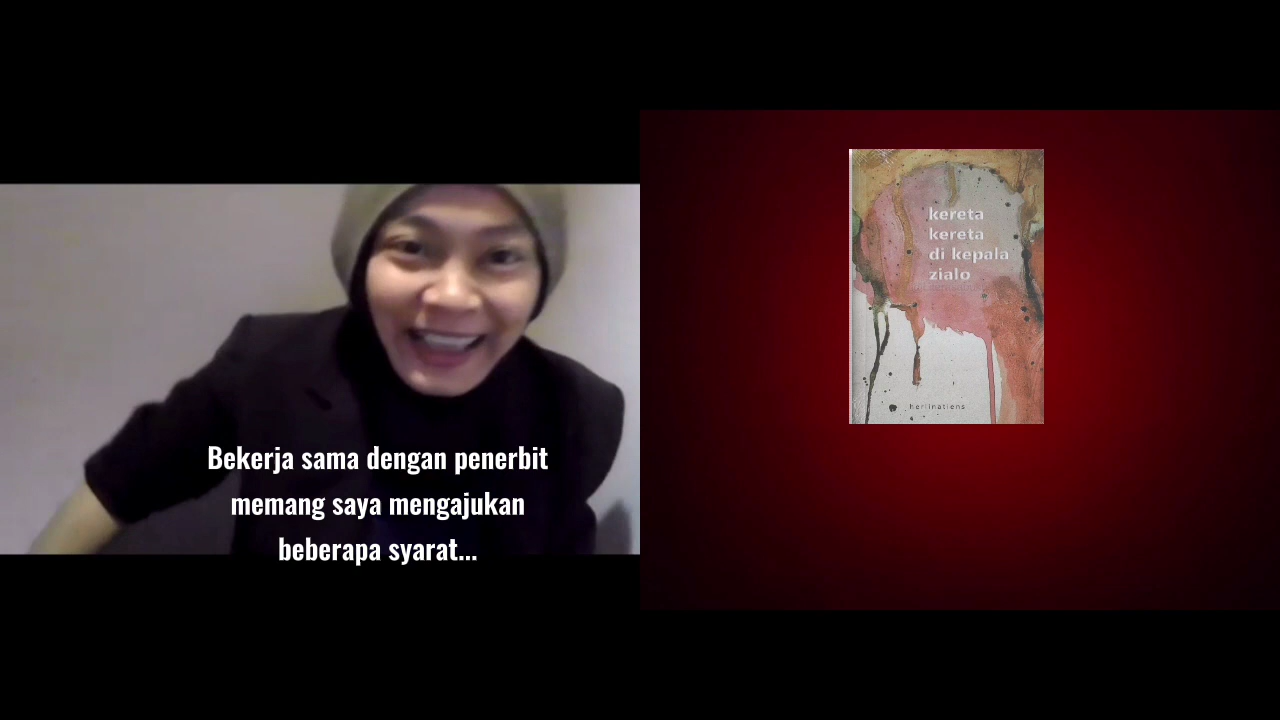 Bekerja sama dengan penerbit
memang saya mengajukan
beberapa syarat...
kereta
kereta
di kepala
zialo
herlinatiens